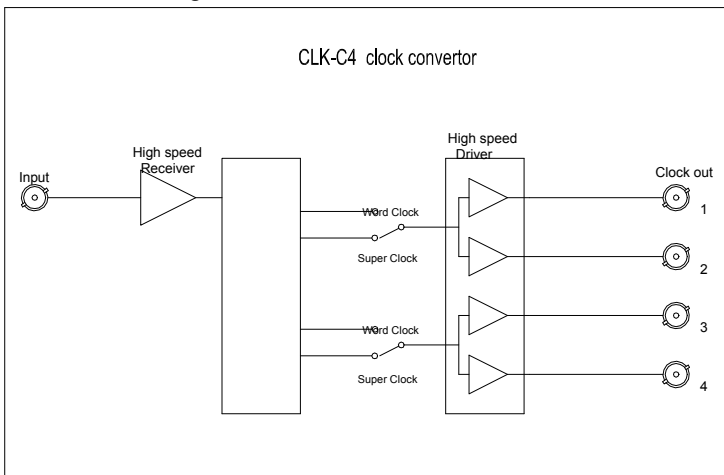 CLK-C4 clock convertor
High speed
Receiver
High speed
Driver
Input
Clock out
Word Clock
Super Clock
Word Clock
Super Clock
1
2
3
4